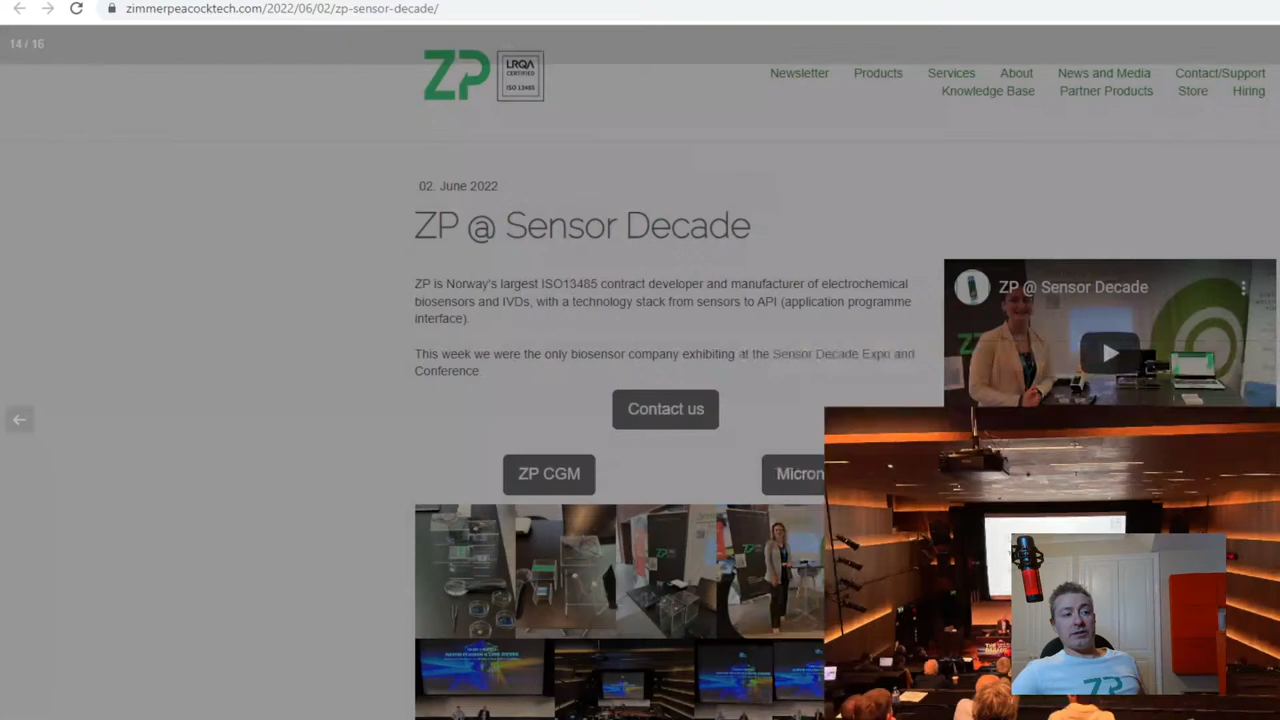 zimmerpeacocktech.com/2022/06/02/zp-sensor-decade/
14 / 16
ZP
LRQA
CERTIFIED
ISO 13485
Newsletter Products Services About News and Media Contact/Support
Knowledge Base Partner Products Store Hiring
02. June 2022
ZP @ Sensor Decade
ZP is Norway's largest ISO13485 contract developer and manufacturer of electrochemical
biosensors and IVDs, with a technology stack from sensors to API (application programme
interface).
This week we were the only biosensor company exhibiting at the Sensor Decade Expo and
Conference.
ZP @ Sensor Decade
Contact us
ZP CGM
Micron
ZP